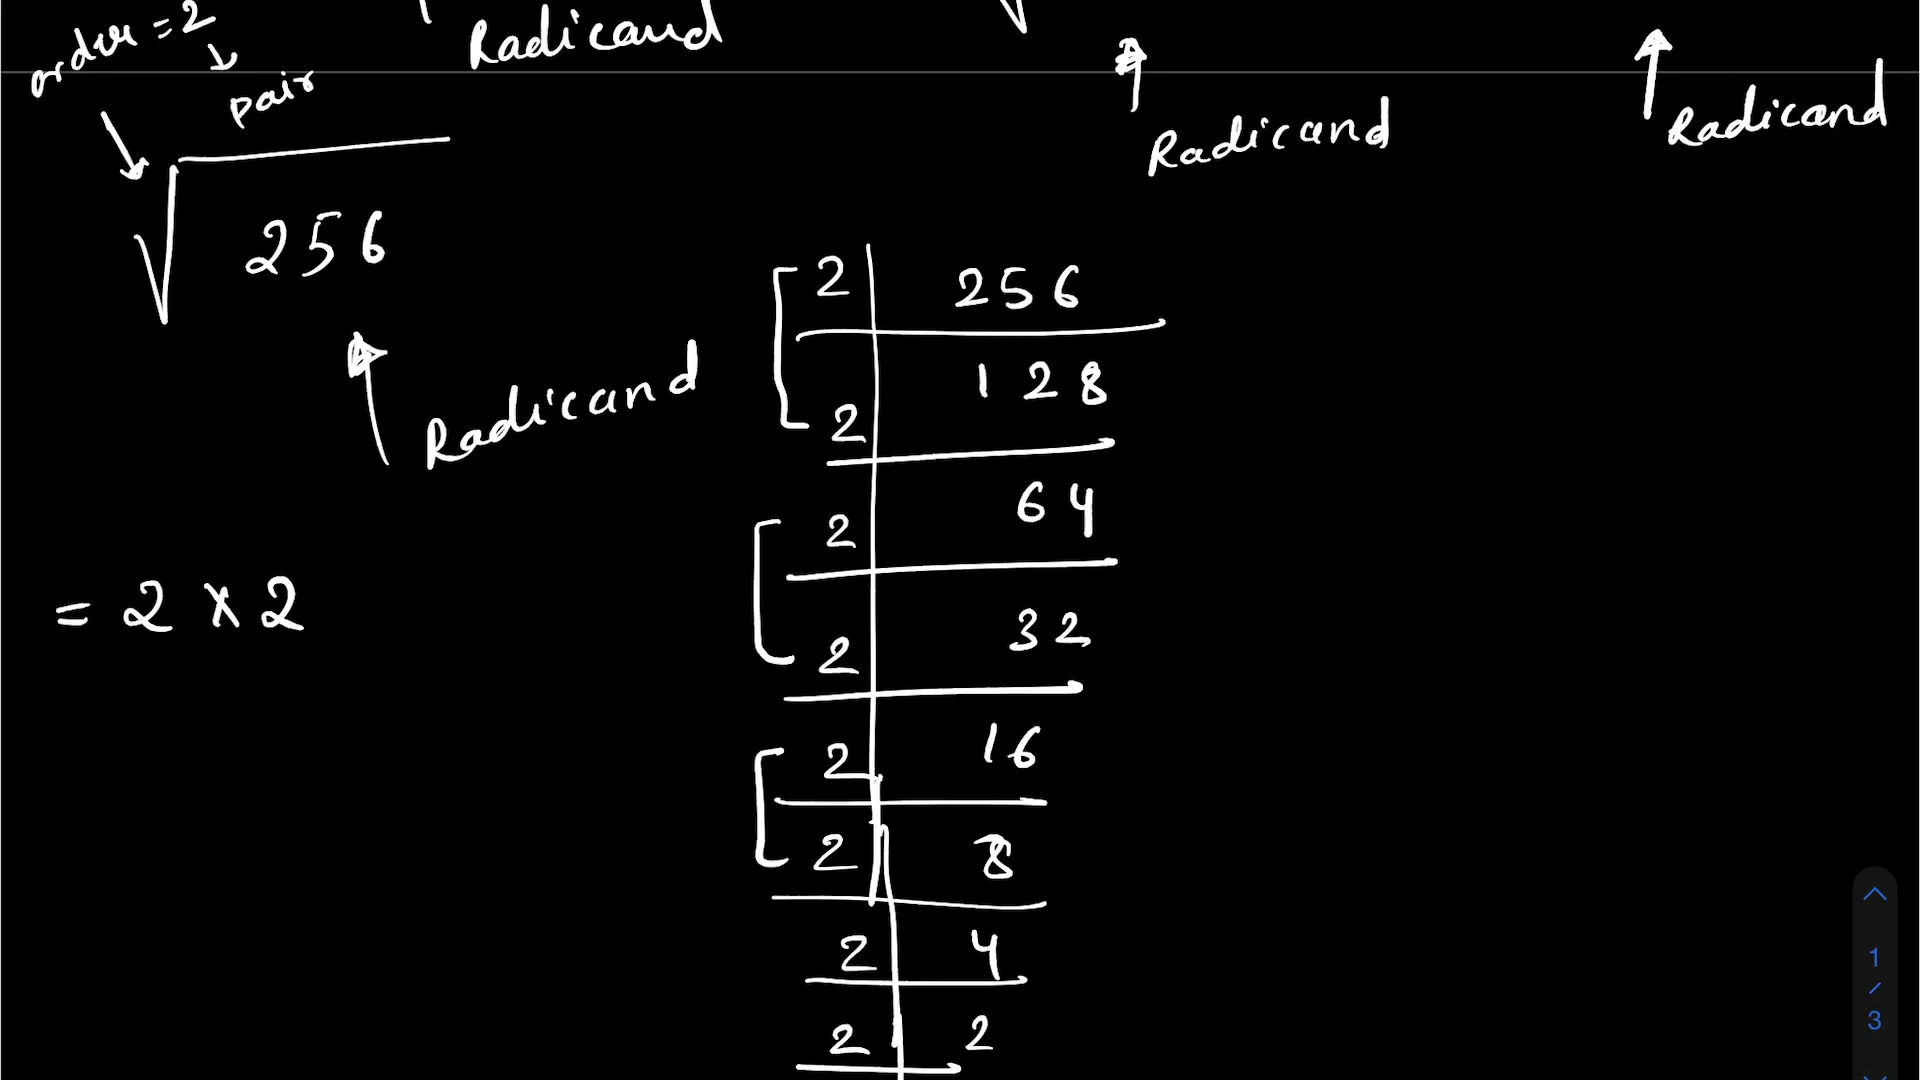 order = 2
Radicand
pair
Radicand
Radicand
√256
Radicand
2 | 256
2 | 128
2 | 64
= 2 × 2
2 | 32
2 | 16
2 | 8
2 | 4
2 | 2
1
/
3